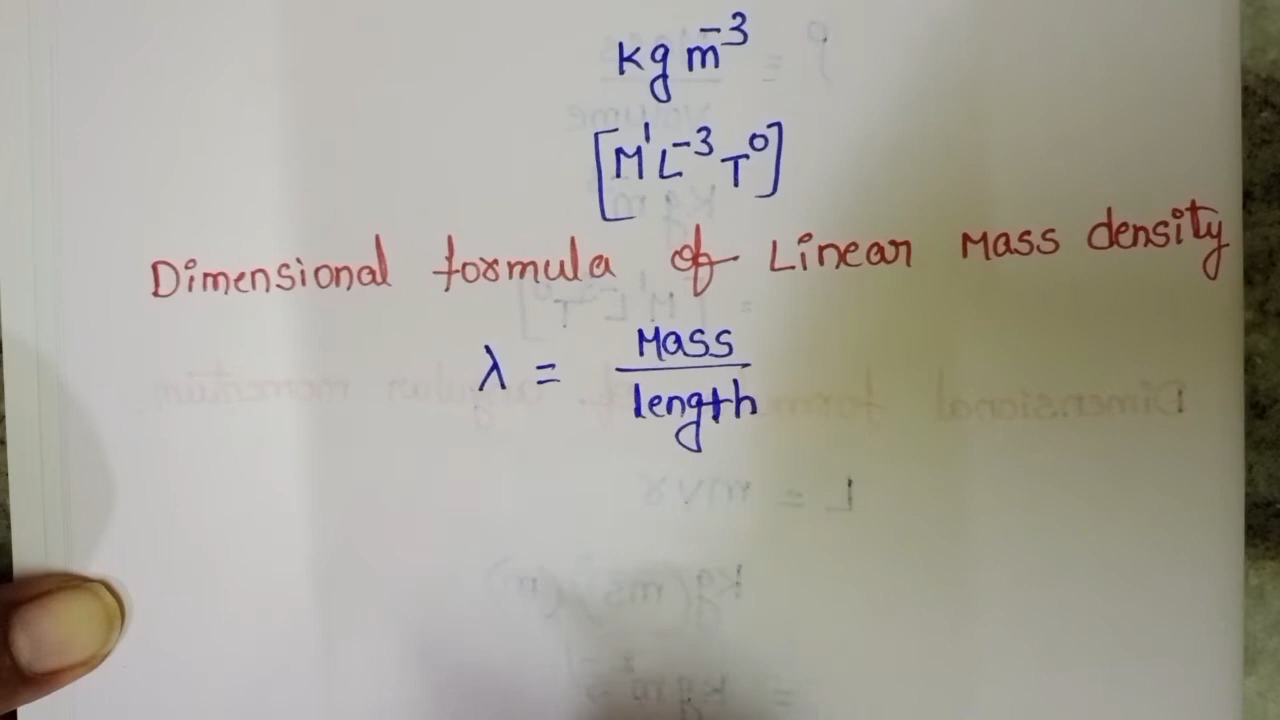 kg m⁻³
[M¹L⁻³T⁰]
Dimensional formula of Linear Mass density
λ = Mass
length